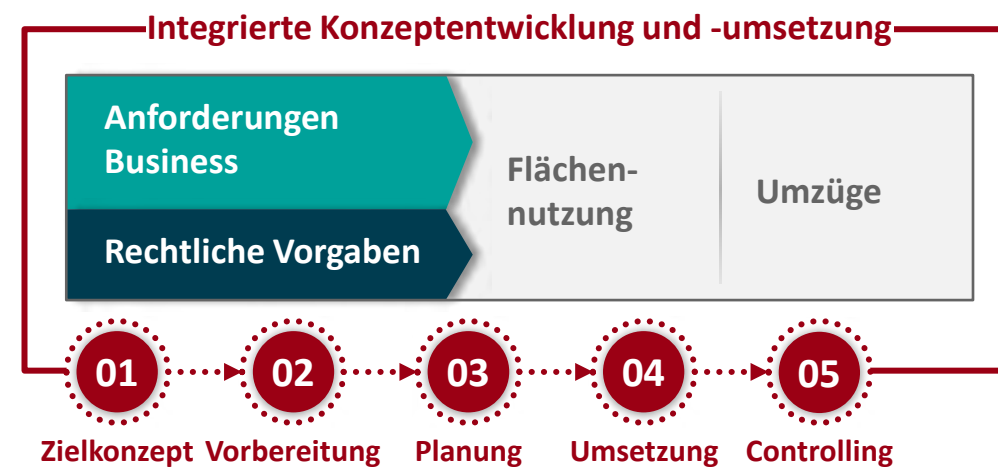 Integrierte Konzeptentwicklung und -umsetzung
Anforderungen
Business
Rechtliche Vorgaben
Flächen-
nutzung
Umzüge
01
02
03
04
05
Zielkonzept
Vorbereitung
Planung
Umsetzung
Controlling